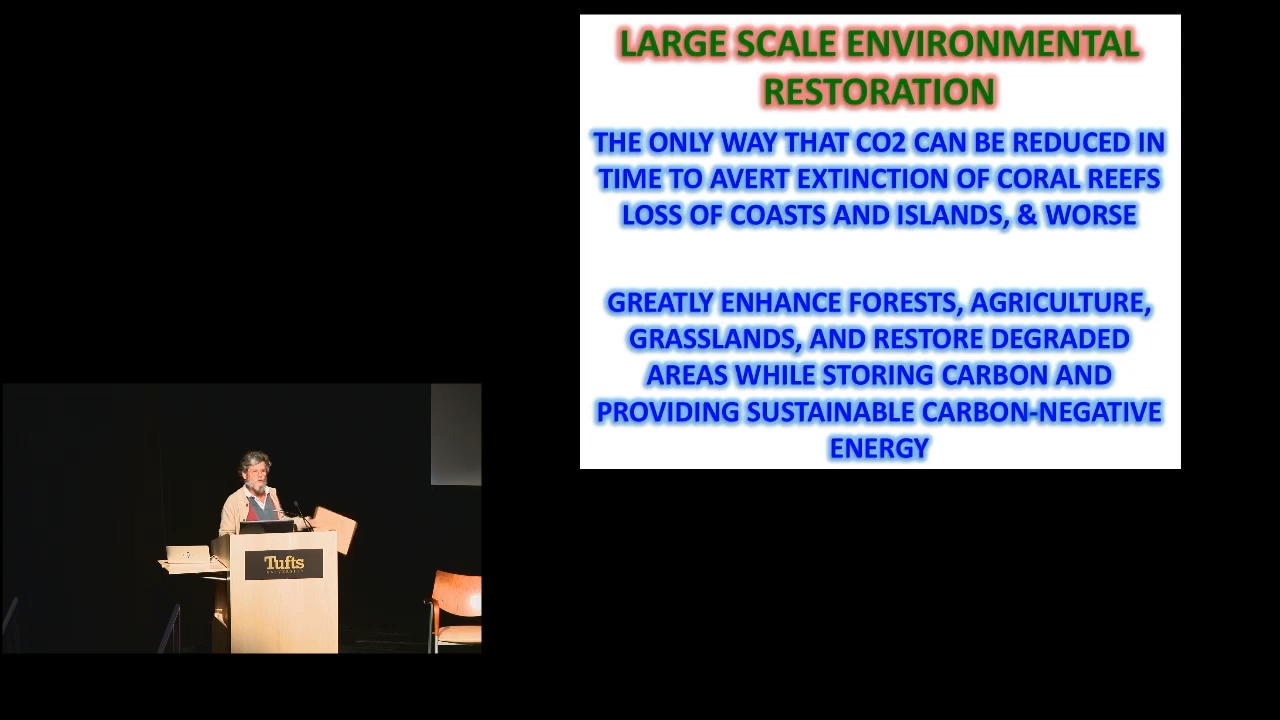 LARGE SCALE ENVIRONMENTAL
RESTORATION
THE ONLY WAY THAT CO2 CAN BE REDUCED IN
TIME TO AVERT EXTINCTION OF CORAL REEFS
LOSS OF COASTS AND ISLANDS, & WORSE
GREATLY ENHANCE FORESTS, AGRICULTURE,
GRASSLANDS, AND RESTORE DEGRADED
AREAS WHILE STORING CARBON AND
PROVIDING SUSTAINABLE CARBON-NEGATIVE
ENERGY
Tufts
UNIVERSITY